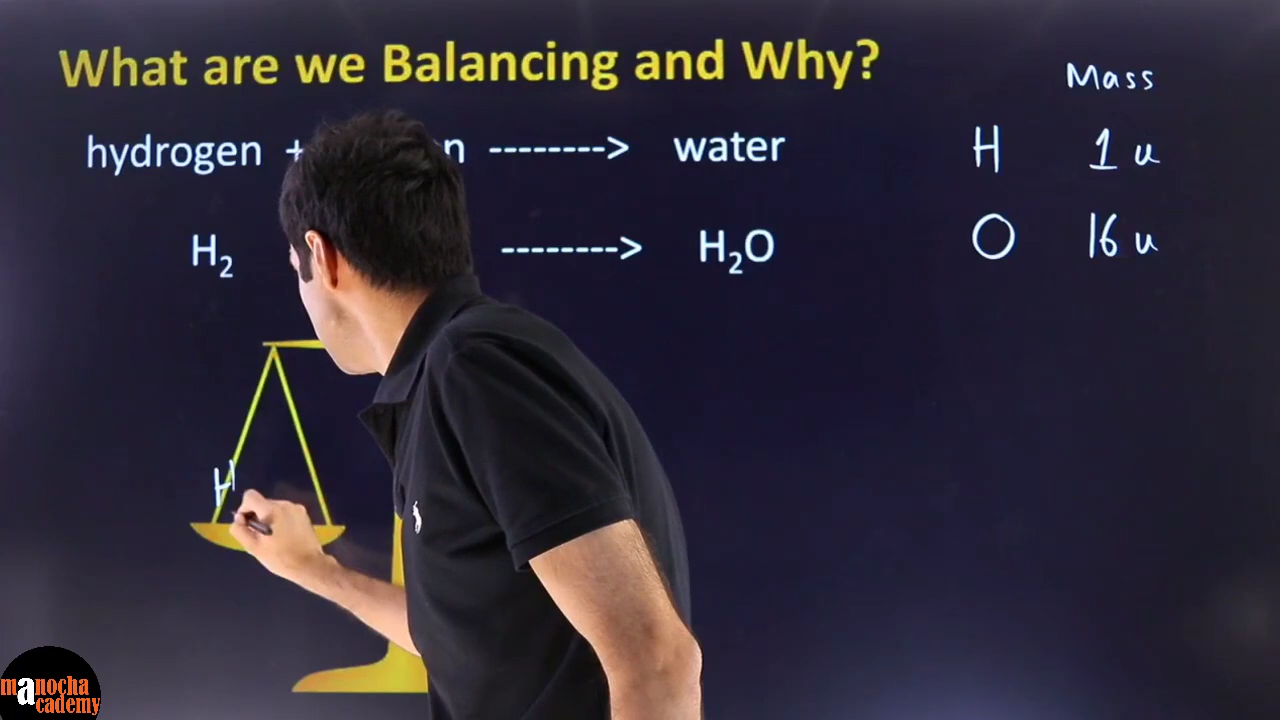 What are we Balancing and Why?
Mass
hydrogen + n --------> water
H 1 u
H₂ --------> H₂O
O 16 u
H
manocha
academy